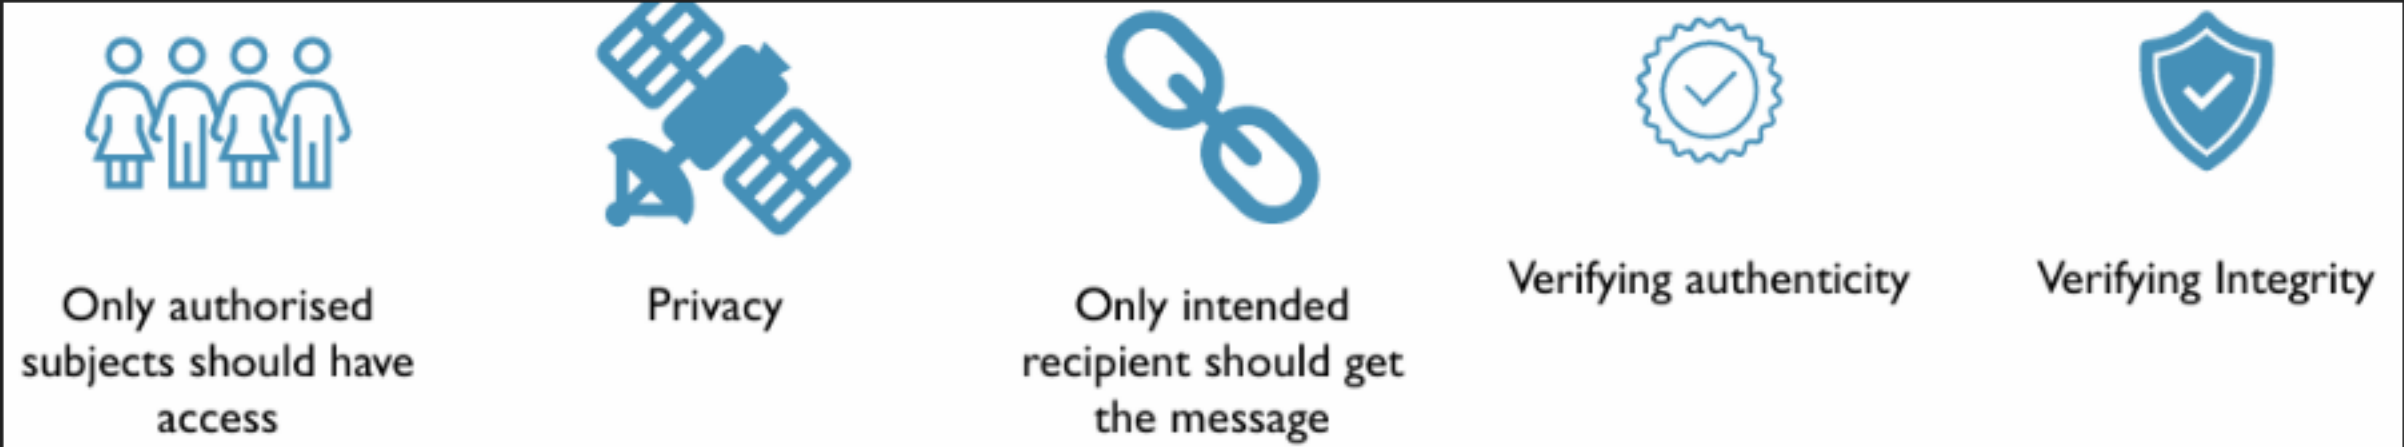 Only authorised
subjects should have
access
Privacy
Only intended
recipient should get
the message
Verifying authenticity
Verifying Integrity